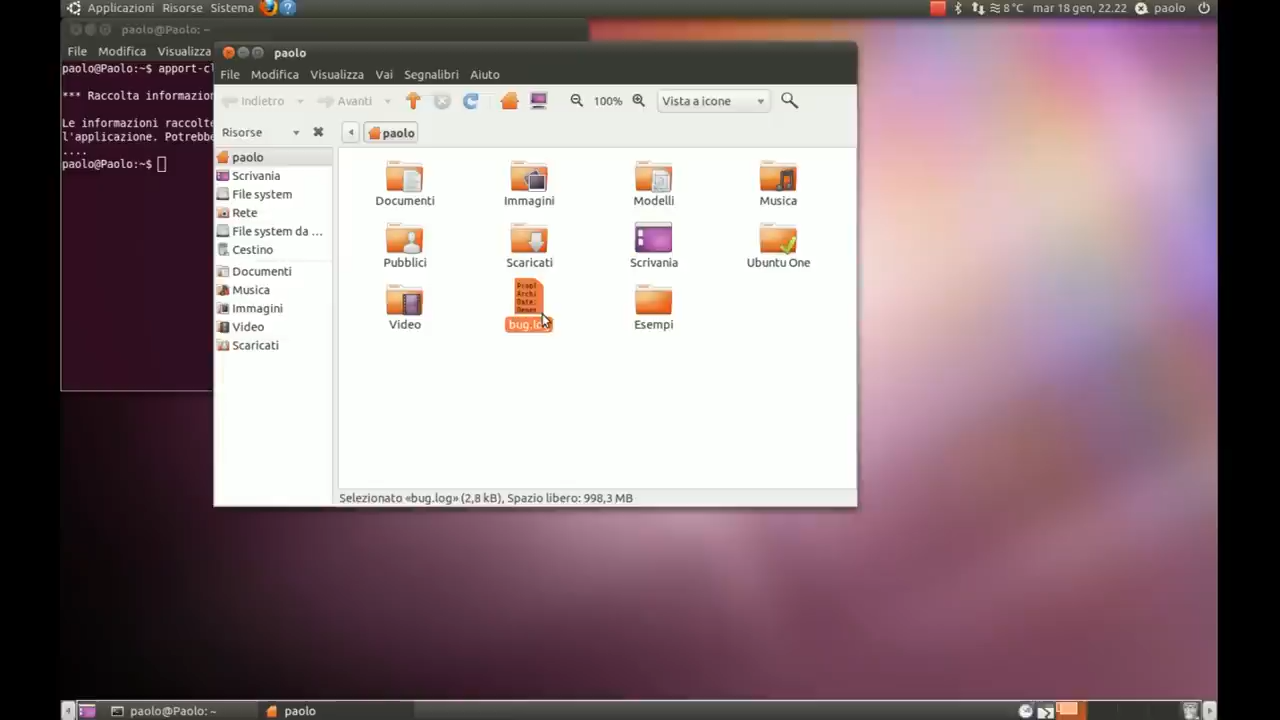 Applicazioni Risorse Sistema
8 °C mar 18 gen, 22.22 paolo
paolo@Paolo: ~
File Modifica Visualizza
paolo@Paolo:~$ apport-cl
*** Raccolta informazion
Le informazioni raccolte
l'applicazione. Potrebbe
....
paolo@Paolo:~$
paolo
File Modifica Visualizza Vai Segnalibri Aiuto
Indietro Avanti 100% Vista a icone
Risorse paolo
paolo
Scrivania
File system
Rete
File system da ...
Cestino
Documenti
Musica
Immagini
Video
Scaricati
Documenti Immagini Modelli Musica
Pubblici Scaricati Scrivania Ubuntu One
Video bug.log Esempi
Selezionato «bug.log» (2,8 kB), Spazio libero: 998,3 MB
paolo@Paolo: ~ paolo